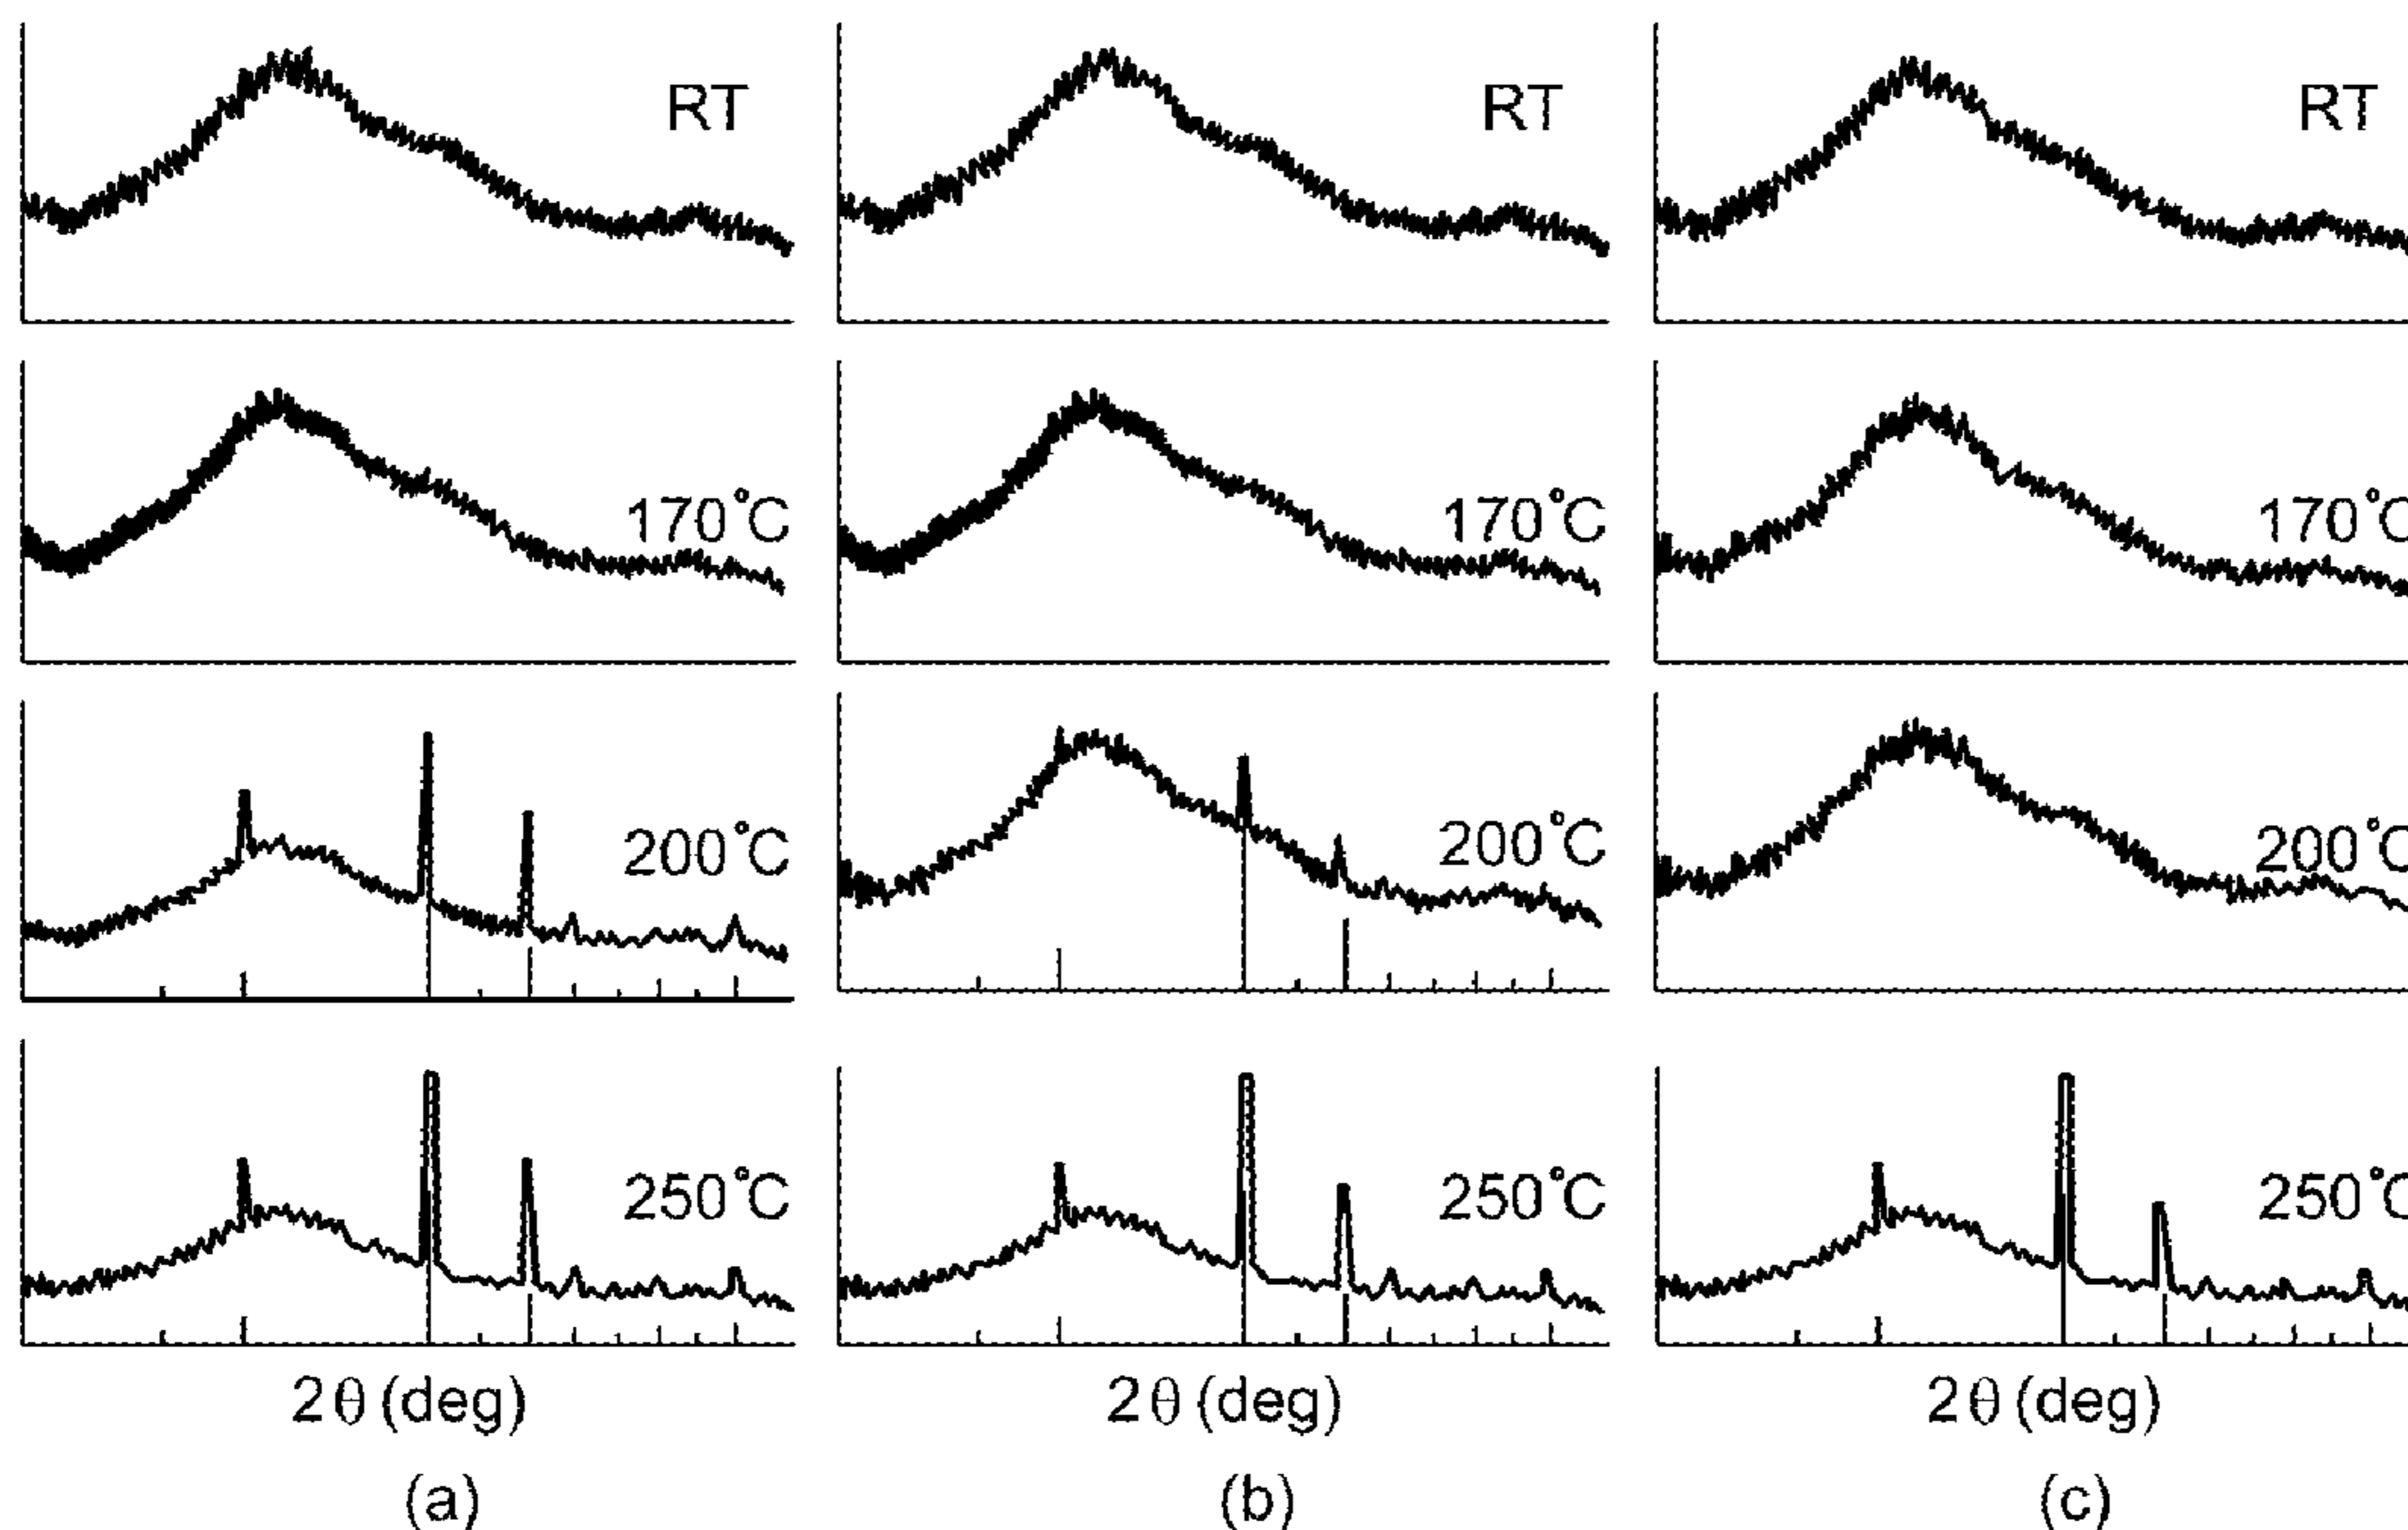 RT RT RT
170°C 170°C 170°C
200°C 200°C 200°C
250°C 250°C 250°C
2θ (deg) 2θ (deg) 2θ (deg)
(a) (b) (c)